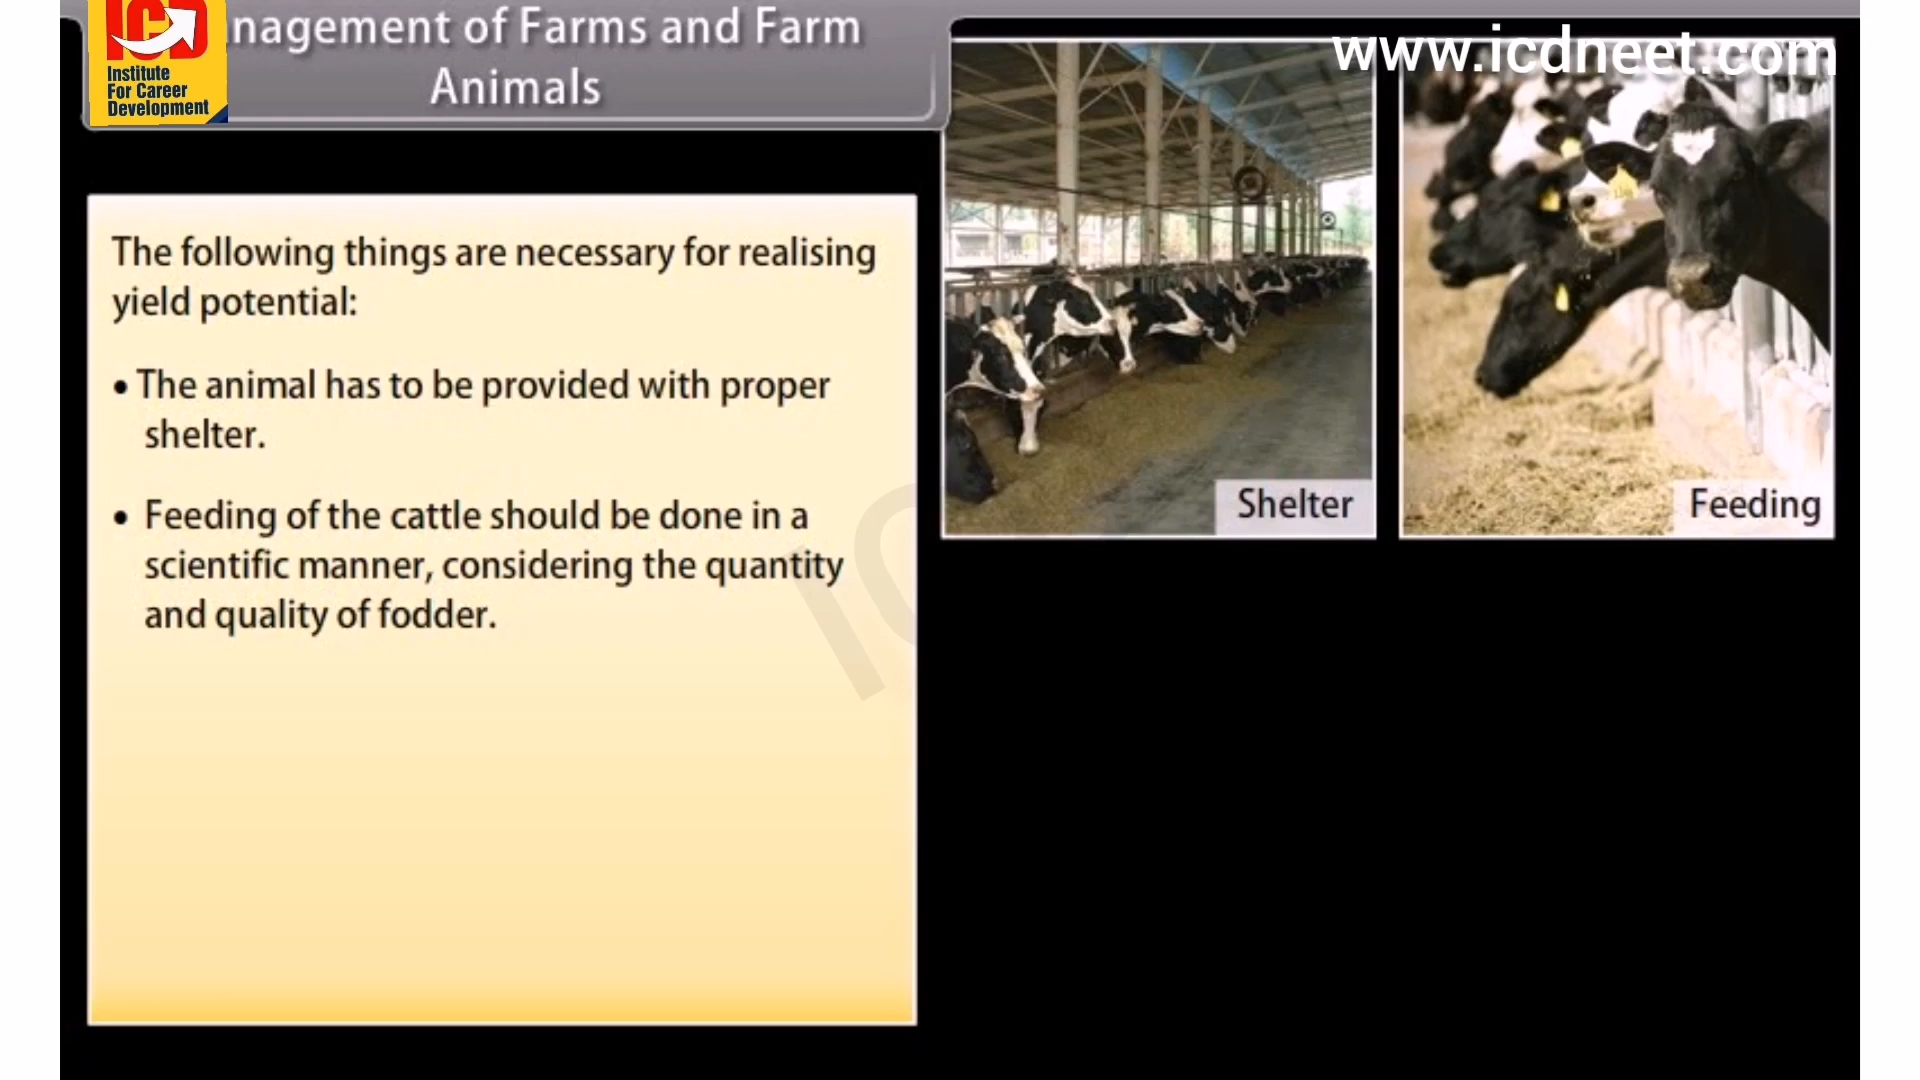 ICD
Institute
For Career
Development
nagement of Farms and Farm
Animals
www.icdneet.com
The following things are necessary for realising
yield potential:
• The animal has to be provided with proper
shelter.
• Feeding of the cattle should be done in a
scientific manner, considering the quantity
and quality of fodder.
Shelter
Feeding